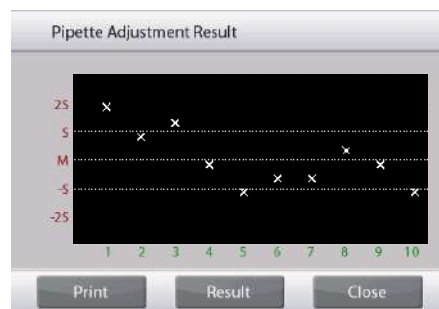 Pipette Adjustment Result
2S
S
M
-S
-2S
1 2 3 4 5 6 7 8 9 10
Print Result Close